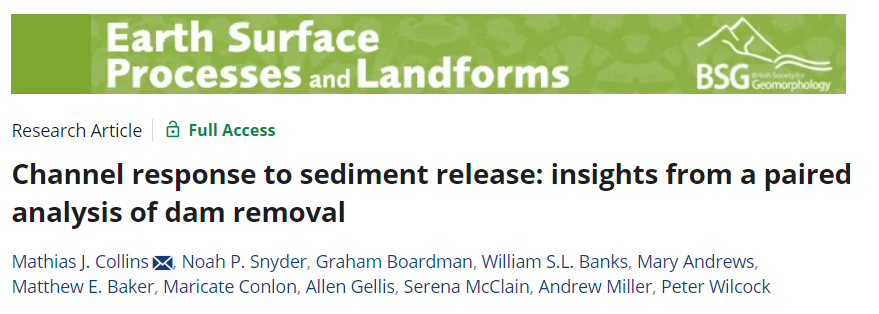 Earth Surface
Processes and Landforms
BSG British Society for
Geomorphology
Research Article Full Access
Channel response to sediment release: insights from a paired
analysis of dam removal
Mathias J. Collins, Noah P. Snyder, Graham Boardman, William S.L. Banks, Mary Andrews,
Matthew E. Baker, Maricate Conlon, Allen Gellis, Serena McClain, Andrew Miller, Peter Wilcock